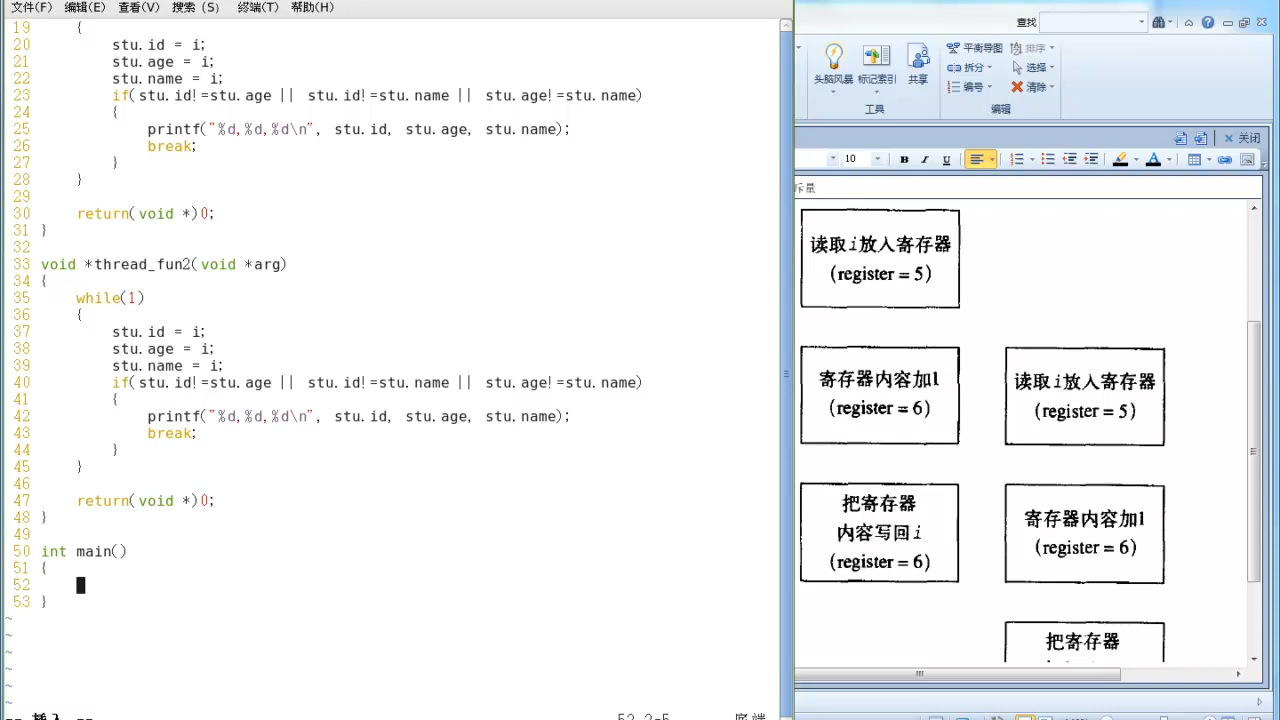 文件(F) 编辑(E) 查看(V) 搜索 (S) 终端(T) 帮助(H)
19 {
20 stu.id = i;
21 stu.age = i;
22 stu.name = i;
23 if(stu.id!=stu.age || stu.id!=stu.name || stu.age!=stu.name)
24 {
25 printf("%d,%d,%d\n", stu.id, stu.age, stu.name);
26 break;
27 }
28 }
29
30 return(void *)0;
31 }
32
33 void *thread_fun2(void *arg)
34 {
35 while(1)
36 {
37 stu.id = i;
38 stu.age = i;
39 stu.name = i;
40 if(stu.id!=stu.age || stu.id!=stu.name || stu.age!=stu.name)
41 {
42 printf("%d,%d,%d\n", stu.id, stu.age, stu.name);
43 break;
44 }
45 }
46
47 return(void *)0;
48 }
49
50 int main()
51 {
52
53 }
~
~
~
~
~
~
-- 插入 -- 52,2-5 底端
查找
头脑风暴 标记索引 共享
平衡导图 排序
拆分 选择
编号 清除
工具 编辑
关闭
10 B I U
斥量
读取i放入寄存器
(register = 5)
寄存器内容加1
(register = 6)
读取i放入寄存器
(register = 5)
把寄存器
内容写回i
(register = 6)
寄存器内容加1
(register = 6)
把寄存器